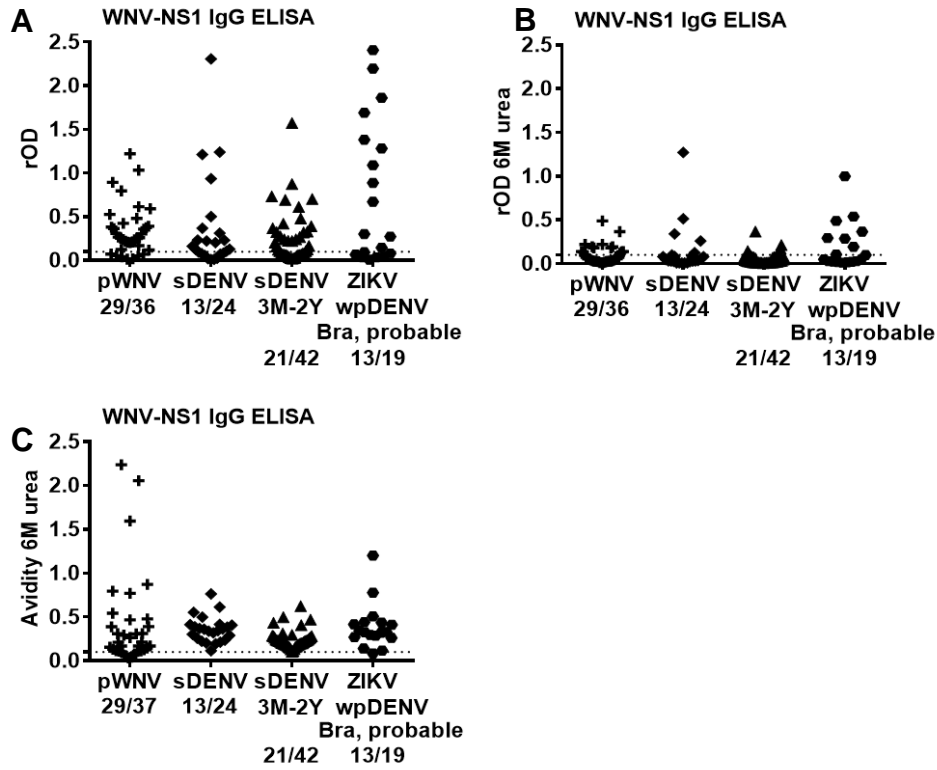 A
WNV-NS1 IgG ELISA
rOD
2.5
2.0
1.5
1.0
0.5
0.0
pWNV sDENV sDENV ZIKV
29/36 13/24 3M-2Y wpDENV
Bra, probable
21/42 13/19
B
WNV-NS1 IgG ELISA
rOD 6M urea
2.5
2.0
1.5
1.0
0.5
0.0
pWNV sDENV sDENV ZIKV
29/36 13/24 3M-2Y wpDENV
Bra, probable
21/42 13/19
C
WNV-NS1 IgG ELISA
Avidity 6M urea
2.5
2.0
1.5
1.0
0.5
0.0
pWNV sDENV sDENV ZIKV
29/37 13/24 3M-2Y wpDENV
Bra, probable
21/42 13/19